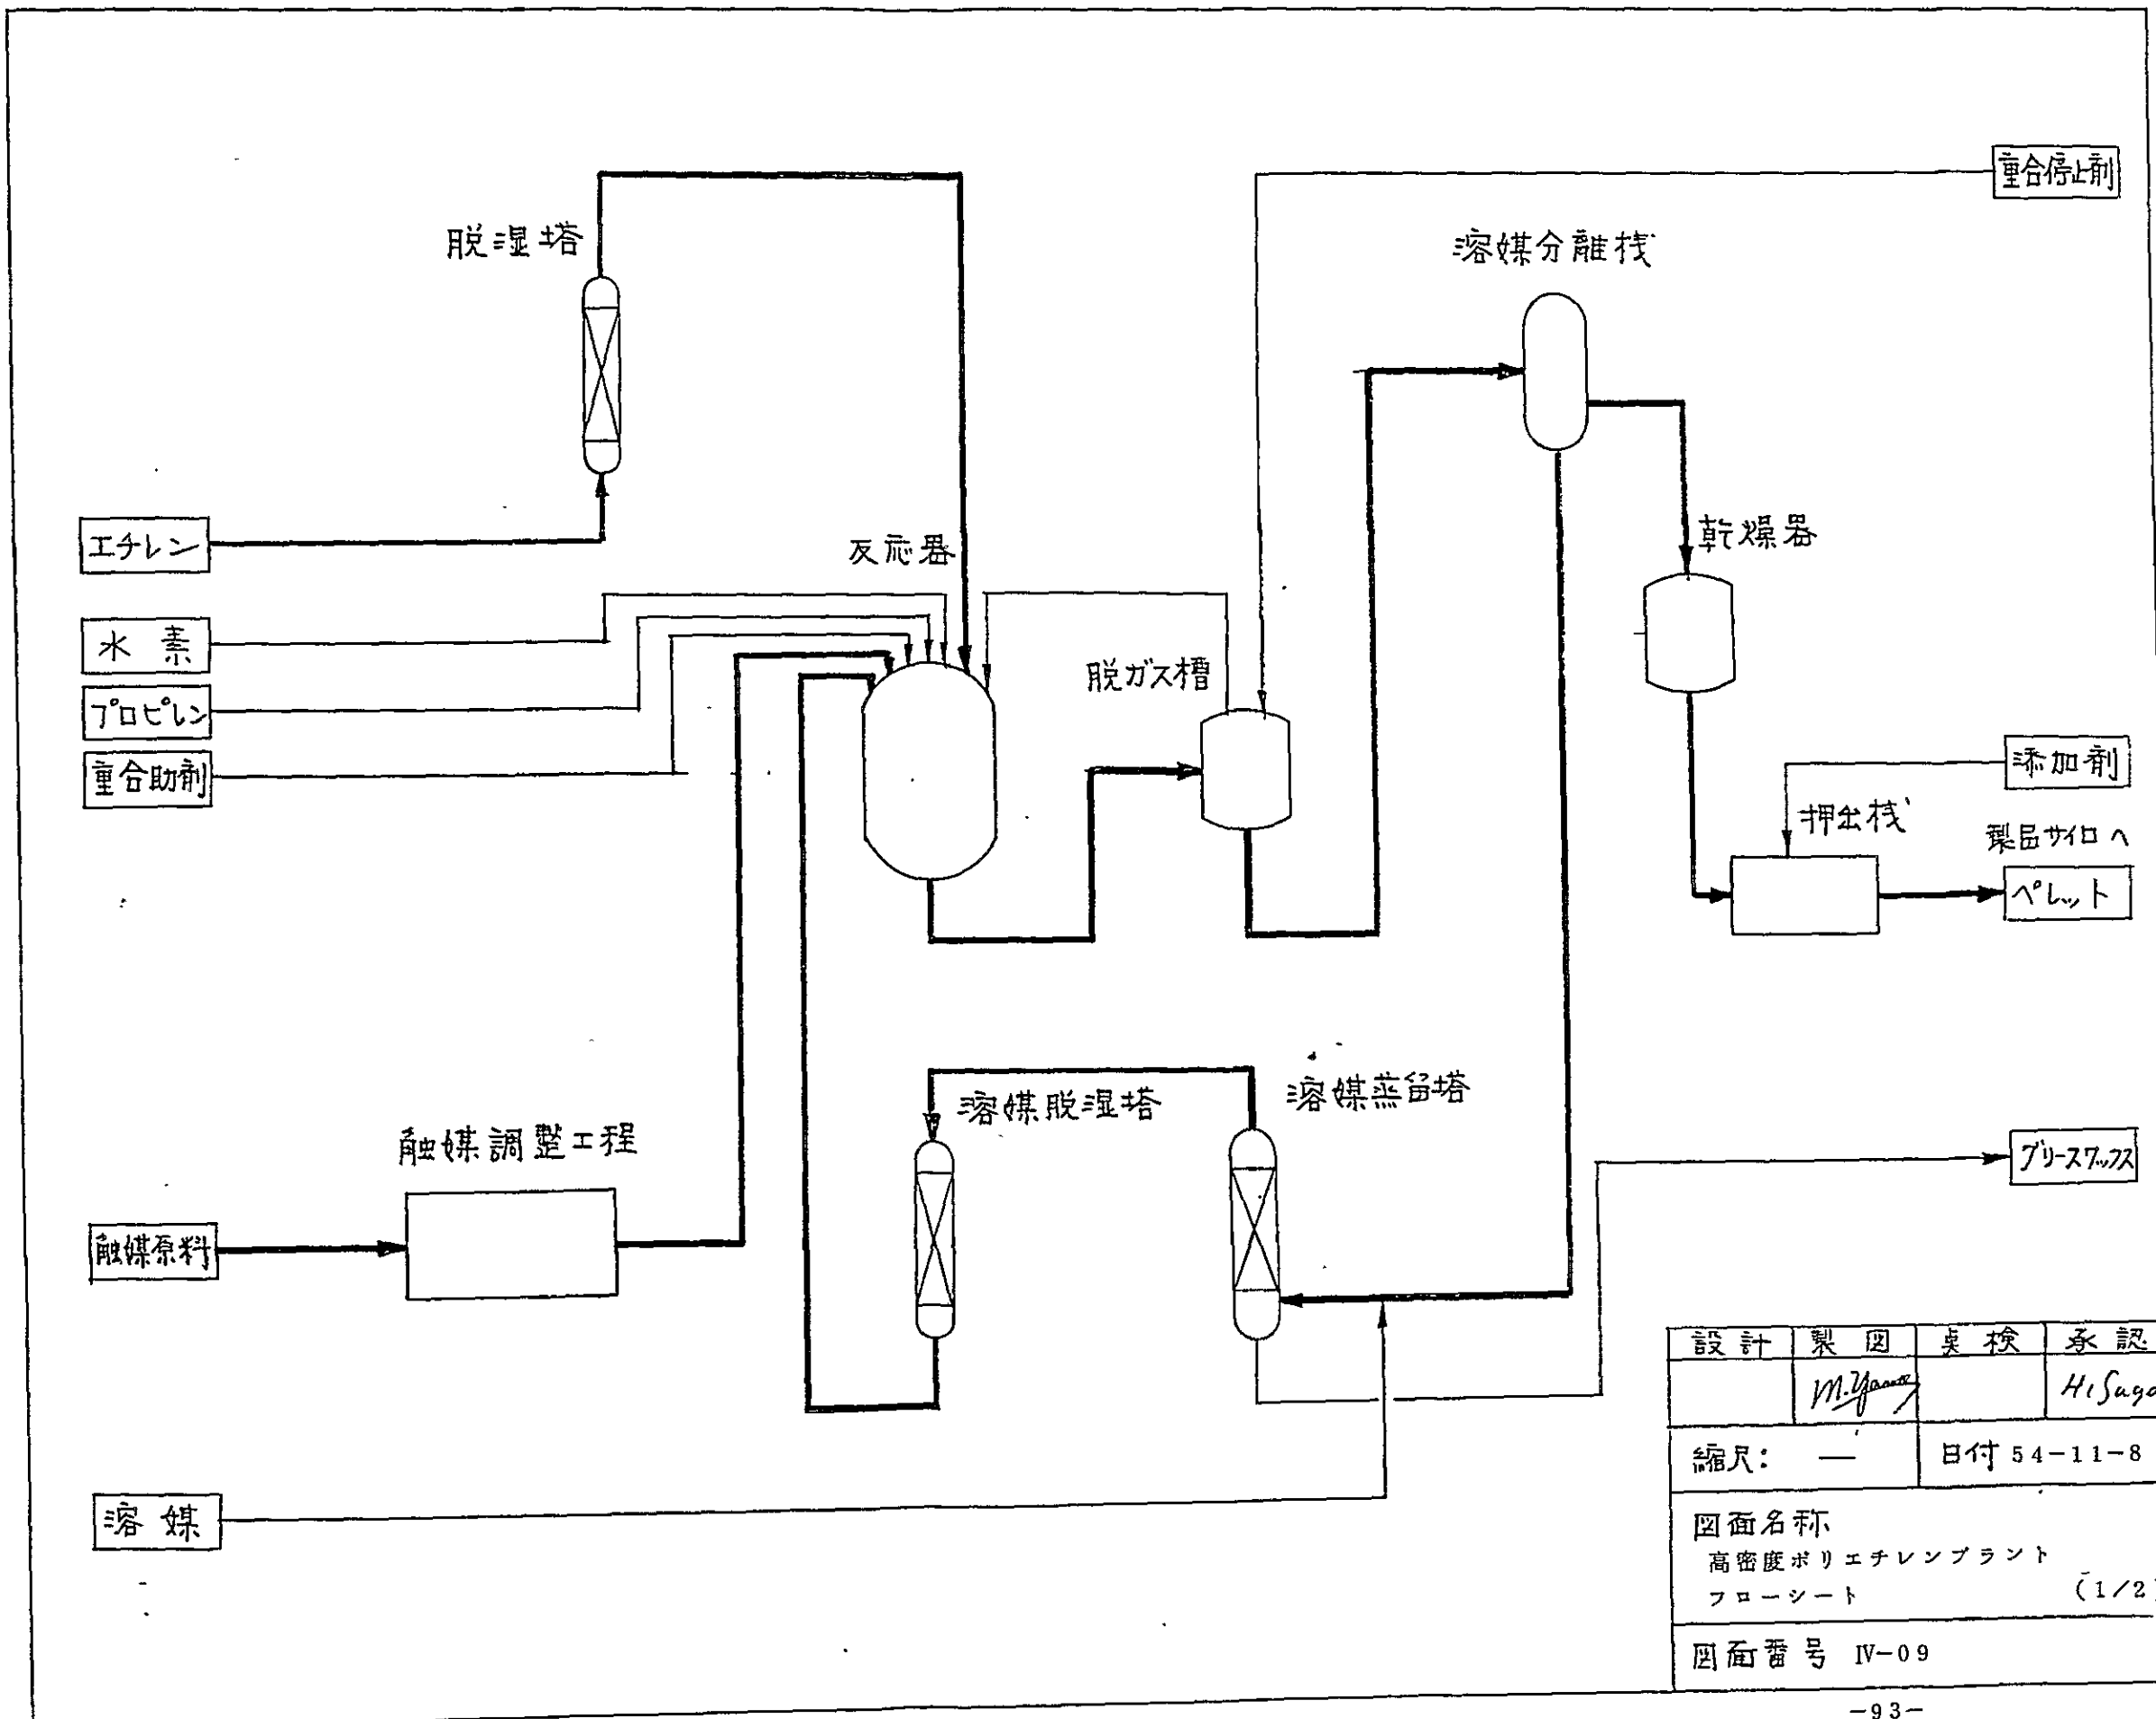 重合停止剤
脱湿塔
溶媒分離栈
エチレン
反応器
乾燥器
水素
脱ガス槽
プロピレン
重合助剤
添加剤
押出栈
製品サイロへ
ペレット
溶媒脱湿塔
溶媒蒸留塔
触媒調整工程
グリースワックス
触媒原料
設計 製図 点検 承認
縮尺: — 日付 54-11-8
溶媒
図面名称
高密度ポリエチレンプラント
フローシート (1/2)
図面番号 Ⅳ-09
-93-